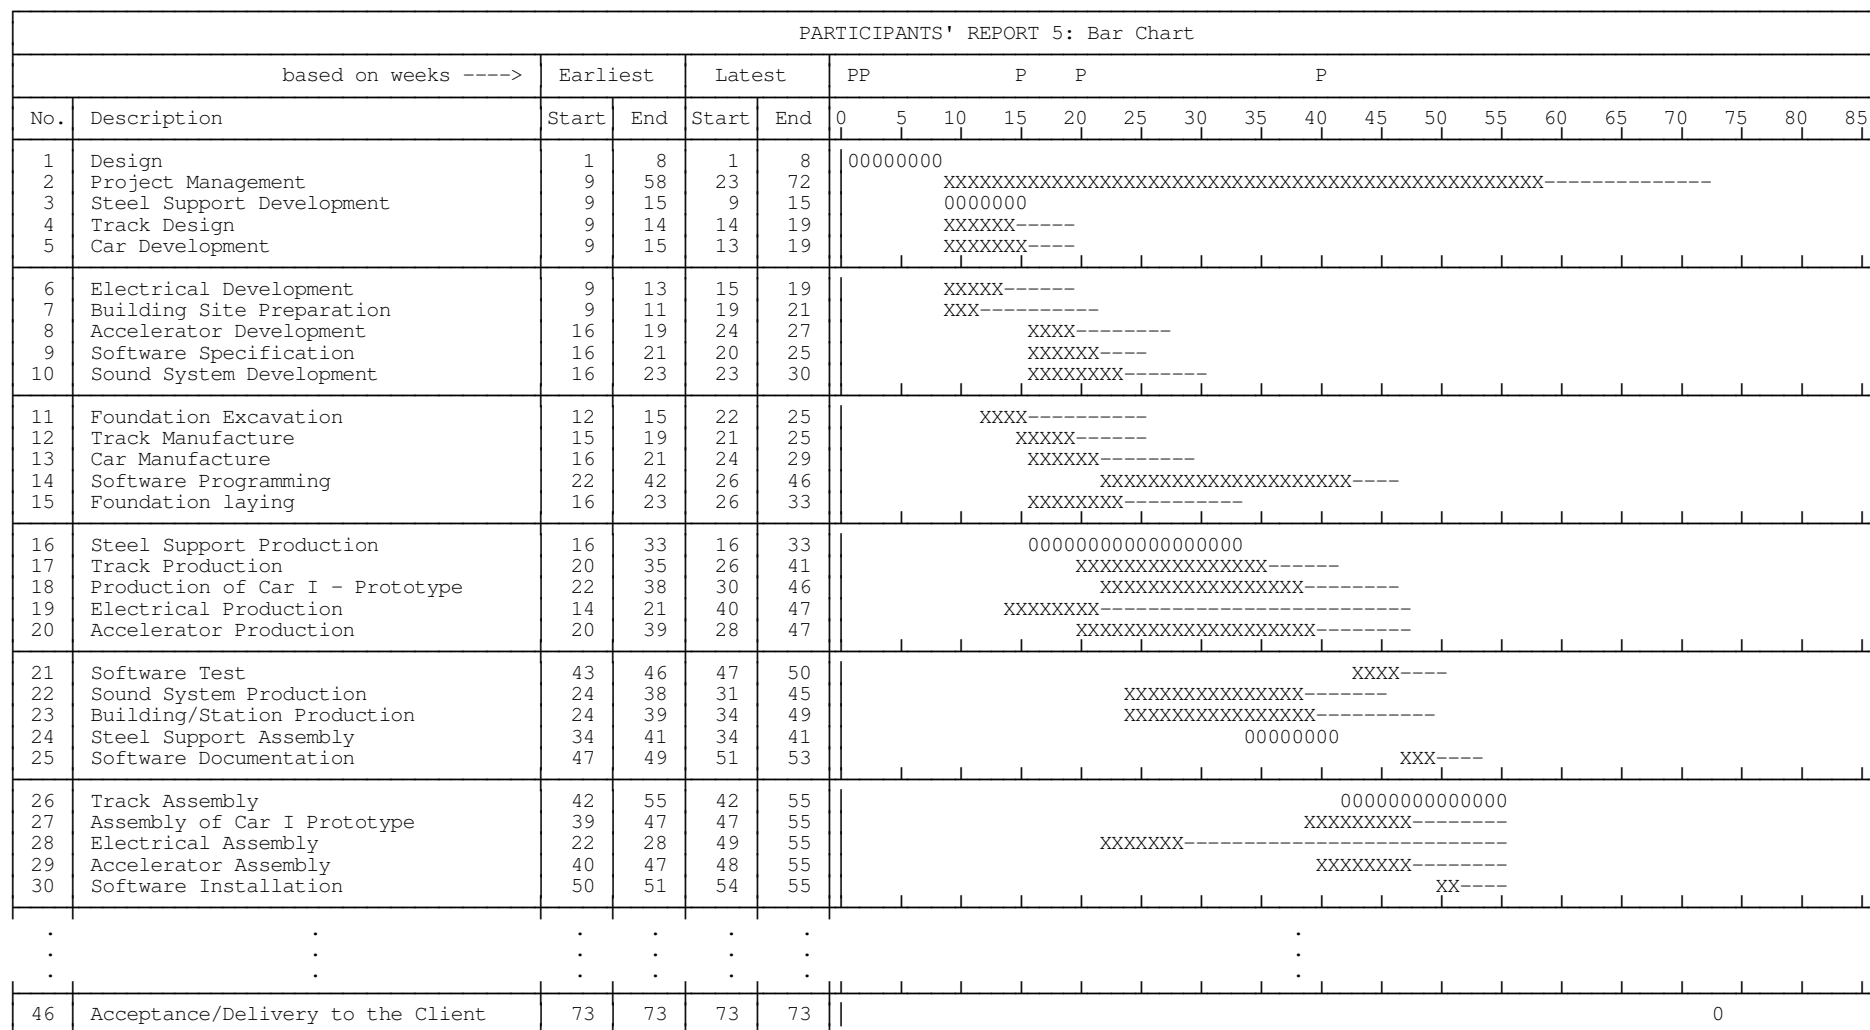 PARTICIPANTS' REPORT 5: Bar Chart
based on weeks ----> Earliest Latest PP P P P
No. Description Start End Start End 0 5 10 15 20 25 30 35 40 45 50 55 60 65 70 75 80 85
1 Design 1 8 1 8 00000000
2 Project Management 9 58 23 72 XXXXXXXXXXXXXXXXXXXXXXXXXXXXXXXXXXXXXXXXXXXXXXXXXX--------------
3 Steel Support Development 9 15 9 15 0000000
4 Track Design 9 14 14 19 XXXXXX-----
5 Car Development 9 15 13 19 XXXXXXX----
6 Electrical Development 9 13 15 19 XXXXX------
7 Building Site Preparation 9 11 19 21 XXX----------
8 Accelerator Development 16 19 24 27 XXXX--------
9 Software Specification 16 21 20 25 XXXXXX----
10 Sound System Development 16 23 23 30 XXXXXXXX-------
11 Foundation Excavation 12 15 22 25 XXXX----------
12 Track Manufacture 15 19 21 25 XXXXX------
13 Car Manufacture 16 21 24 29 XXXXXX--------
14 Software Programming 22 42 26 46 XXXXXXXXXXXXXXXXXXXXX----
15 Foundation laying 16 23 26 33 XXXXXXXX----------
16 Steel Support Production 16 33 16 33 000000000000000000
17 Track Production 20 35 26 41 XXXXXXXXXXXXXXXX------
18 Production of Car I - Prototype 22 38 30 46 XXXXXXXXXXXXXXXXX--------
19 Electrical Production 14 21 40 47 XXXXXXXX--------------------------
20 Accelerator Production 20 39 28 47 XXXXXXXXXXXXXXXXXXXX--------
21 Software Test 43 46 47 50 XXXX----
22 Sound System Production 24 38 31 45 XXXXXXXXXXXXXXX-------
23 Building/Station Production 24 39 34 49 XXXXXXXXXXXXXXXX----------
24 Steel Support Assembly 34 41 34 41 00000000
25 Software Documentation 47 49 51 53 XXX----
26 Track Assembly 42 55 42 55 00000000000000
27 Assembly of Car I Prototype 39 47 47 55 XXXXXXXXX--------
28 Electrical Assembly 22 28 49 55 XXXXXXX---------------------------
29 Accelerator Assembly 40 47 48 55 XXXXXXXX--------
30 Software Installation 50 51 54 55 XX----
. . . . . . .
. . . . . . .
. . . . . . .
46 Acceptance/Delivery to the Client 73 73 73 73 0